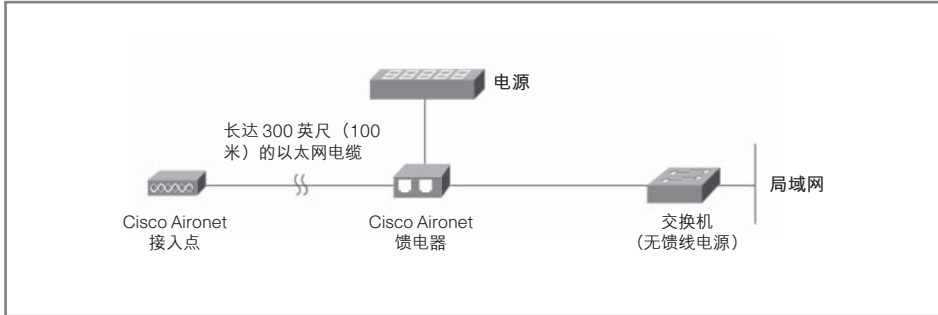 电源
长达 300 英尺（100
米）的以太网电缆
局域网
Cisco Aironet
接入点
Cisco Aironet
馈电器
交换机
（无馈线电源）